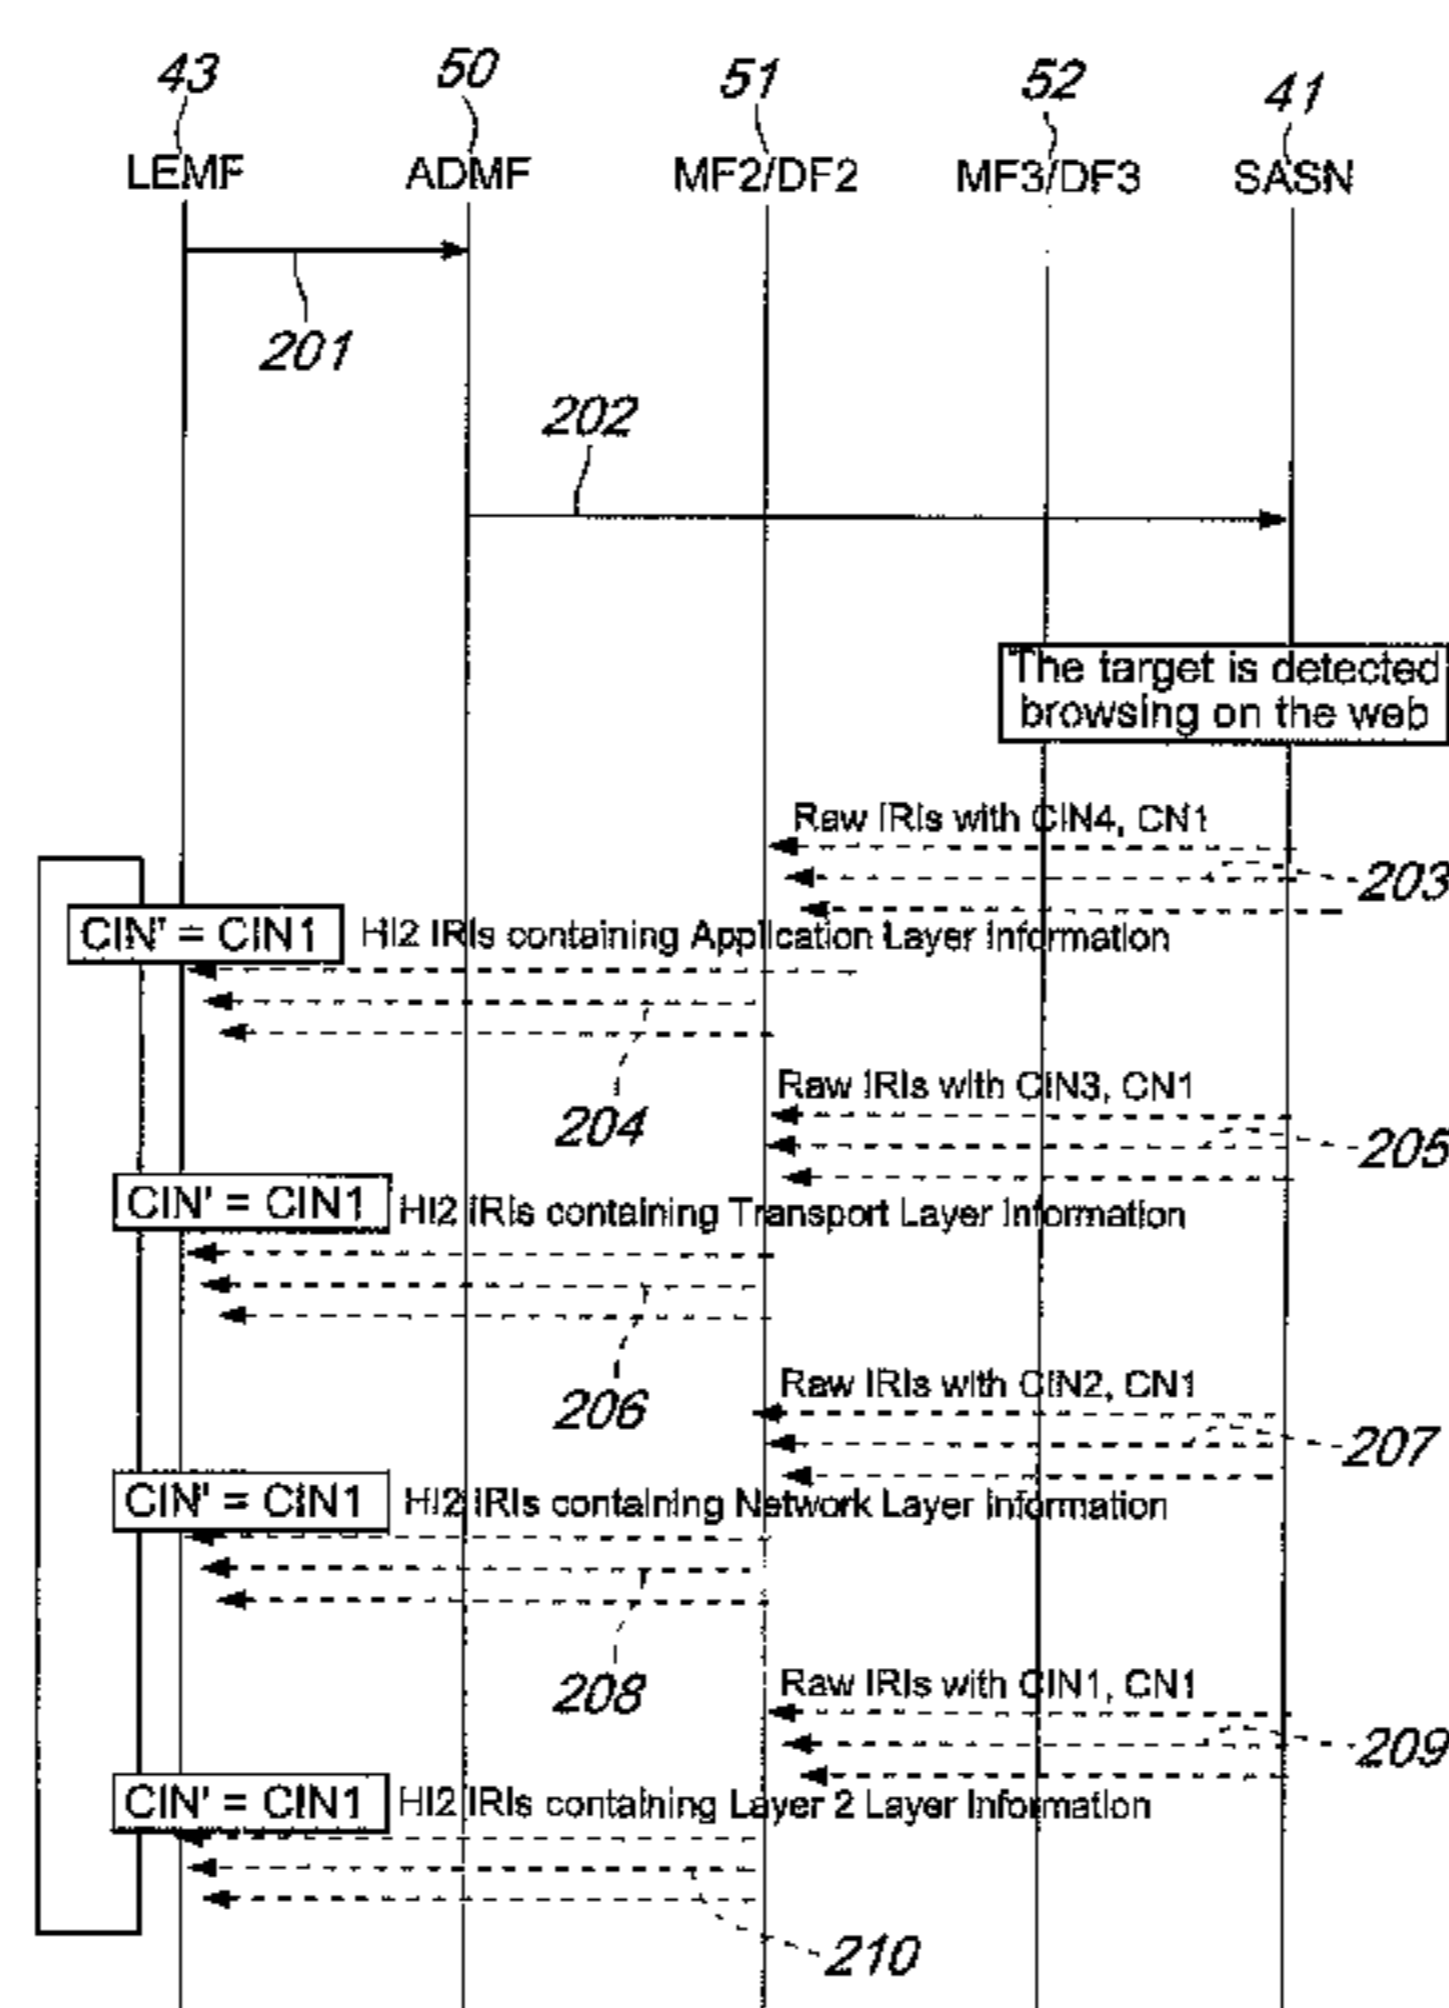 43 50 51 52 41
LEMF ADMF MF2/DF2 MF3/DF3 SASN
201
202
The target is detected
browsing on the web
Raw IRIs with CIN4, CN1
203
CIN' = CIN1 HI2 IRIs containing Application Layer Information
204
Raw IRIs with CIN3, CN1
205
CIN' = CIN1 HI2 IRIs containing Transport Layer Information
206
Raw IRIs with CIN2, CN1
207
CIN' = CIN1 HI2 IRIs containing Network Layer Information
208
Raw IRIs with CIN1, CN1
209
CIN' = CIN1 HI2 IRIs containing Layer 2 Layer Information
210